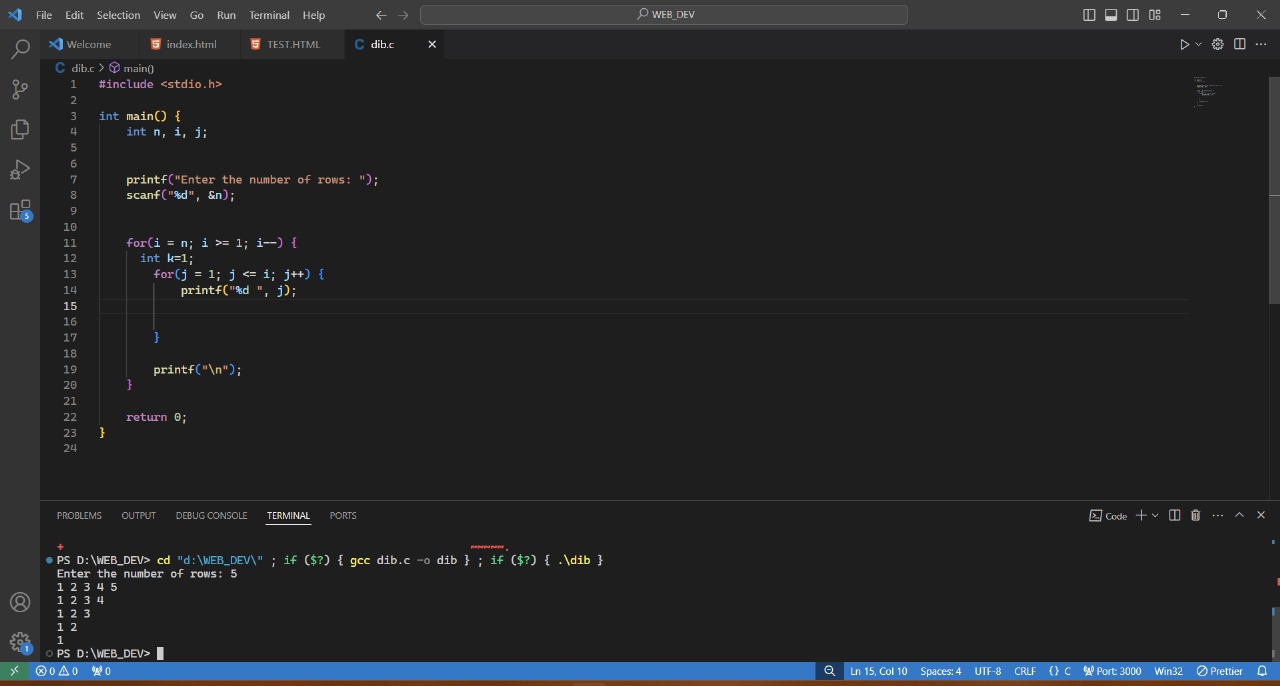 File Edit Selection View Go Run Terminal Help WEB_DEV
Welcome index.html TEST.HTML C dib.c
C dib.c > main()
1 #include <stdio.h>
2
3 int main() {
4 int n, i, j;
5
6
7 printf("Enter the number of rows: ");
8 scanf("%d", &n);
9
10
11 for(i = n; i >= 1; i--) {
12 int k=1;
13 for(j = 1; j <= i; j++) {
14 printf("%d ", j);
15
16
17 }
18
19 printf("\n");
20 }
21
22 return 0;
23 }
24
5
PROBLEMS OUTPUT DEBUG CONSOLE TERMINAL PORTS Code
+
PS D:\WEB_DEV> cd "d:\WEB_DEV\" ; if ($?) { gcc dib.c -o dib } ; if ($?) { .\dib }
Enter the number of rows: 5
1 2 3 4 5
1 2 3 4
1 2 3
1 2
1
PS D:\WEB_DEV>
1
0 0 0 Ln 15, Col 10 Spaces: 4 UTF-8 CRLF {} C Port: 3000 Win32 Prettier